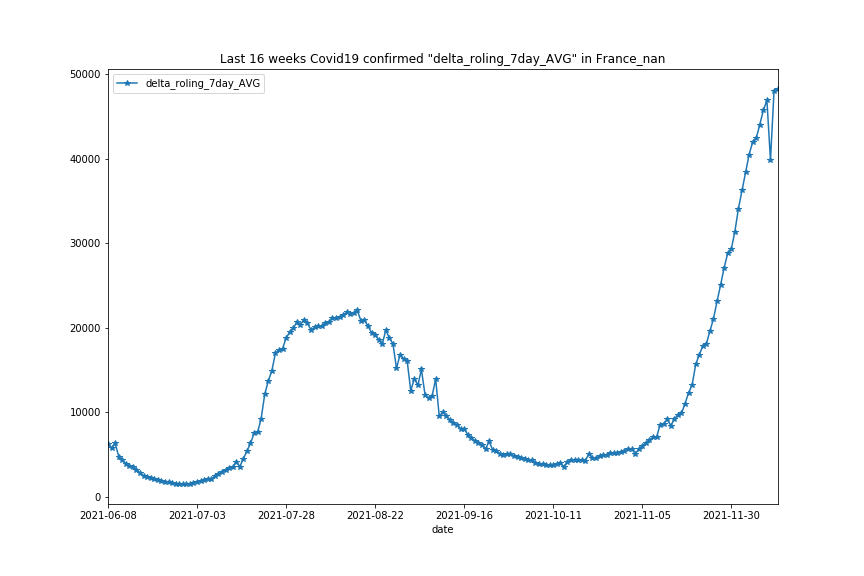 Last 16 weeks Covid19 confirmed "delta_roling_7day_AVG" in France_nan
delta_roling_7day_AVG
50000
40000
30000
20000
10000
0
2021-06-08 2021-07-03 2021-07-28 2021-08-22 2021-09-16 2021-10-11 2021-11-05 2021-11-30
date